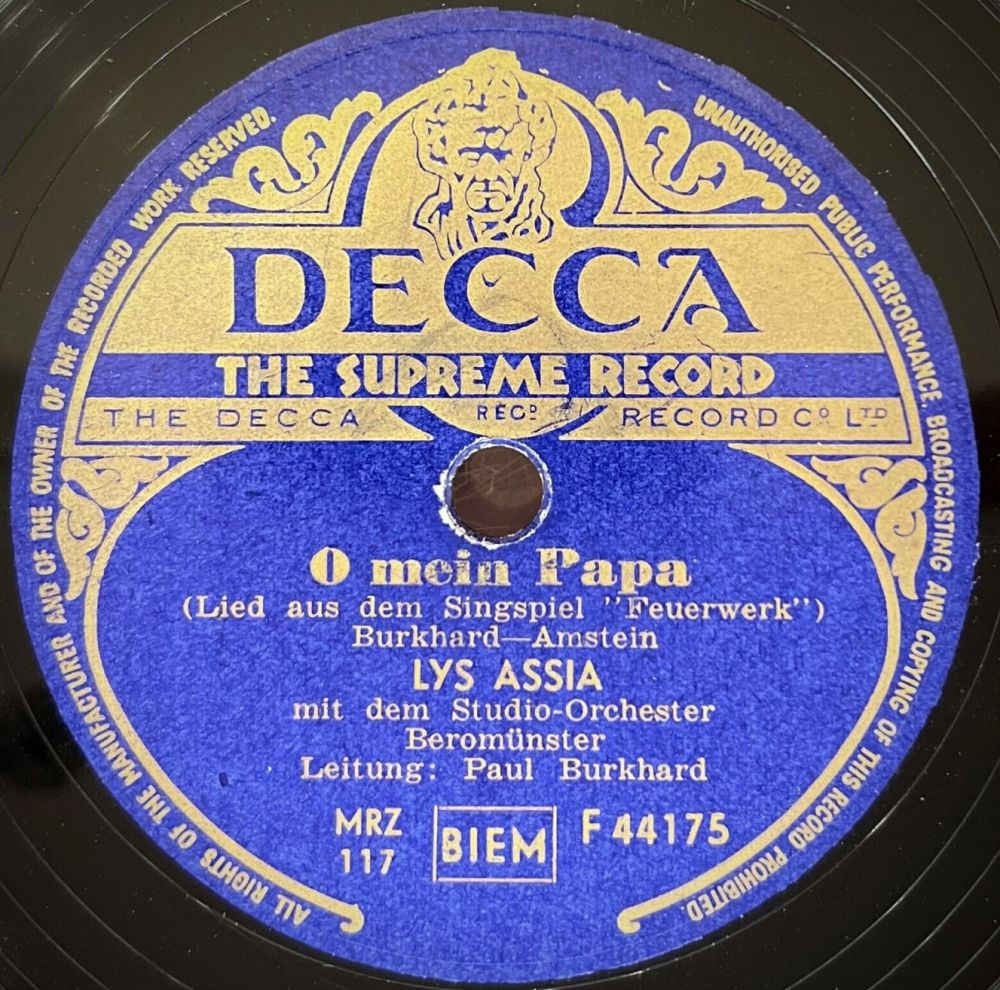 ALL RIGHTS OF THE MANUFACTURER AND OF THE OWNER OF THE RECORDED WORK RESERVED.
UNAUTHORISED PUBLIC PERFORMANCE, BROADCASTING AND COPYING OF THIS RECORD PROHIBITED.
DECCA
THE SUPREME RECORD
THE DECCA REGD RECORD CO LTD
O mein Papa
(Lied aus dem Singspiel "Feuerwerk")
Burkhard—Amstein
LYS ASSIA
mit dem Studio-Orchester
Beromünster
Leitung: Paul Burkhard
MRZ
117
BIEM
F 44175